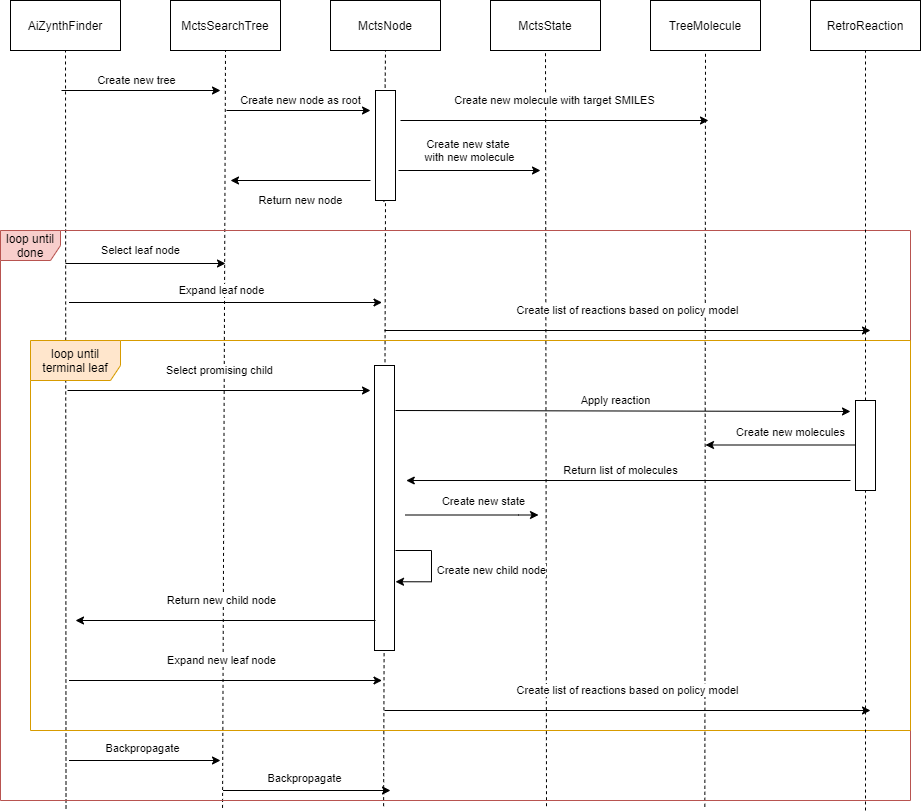 AiZynthFinder
MctsSearchTree
MctsNode
MctsState
TreeMolecule
RetroReaction
Create new tree
Create new node as root
Create new molecule with target SMILES
Create new state
with new molecule
Return new node
loop until
done
Select leaf node
Expand leaf node
Create list of reactions based on policy model
loop until
terminal leaf
Select promising child
Apply reaction
Create new molecules
Return list of molecules
Create new state
Create new child node
Return new child node
Expand new leaf node
Create list of reactions based on policy model
Backpropagate
Backpropagate